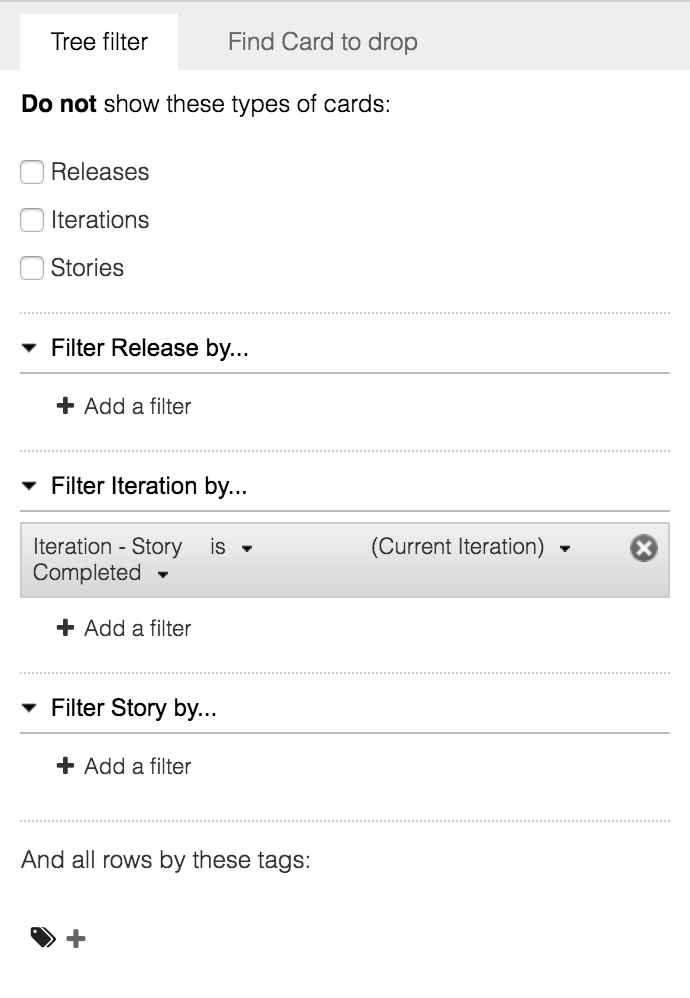 Tree filter Find Card to drop
Do not show these types of cards:
Releases
Iterations
Stories
Filter Release by...
Add a filter
Filter Iteration by...
Iteration - Story is (Current Iteration)
Completed
Add a filter
Filter Story by...
Add a filter
And all rows by these tags: